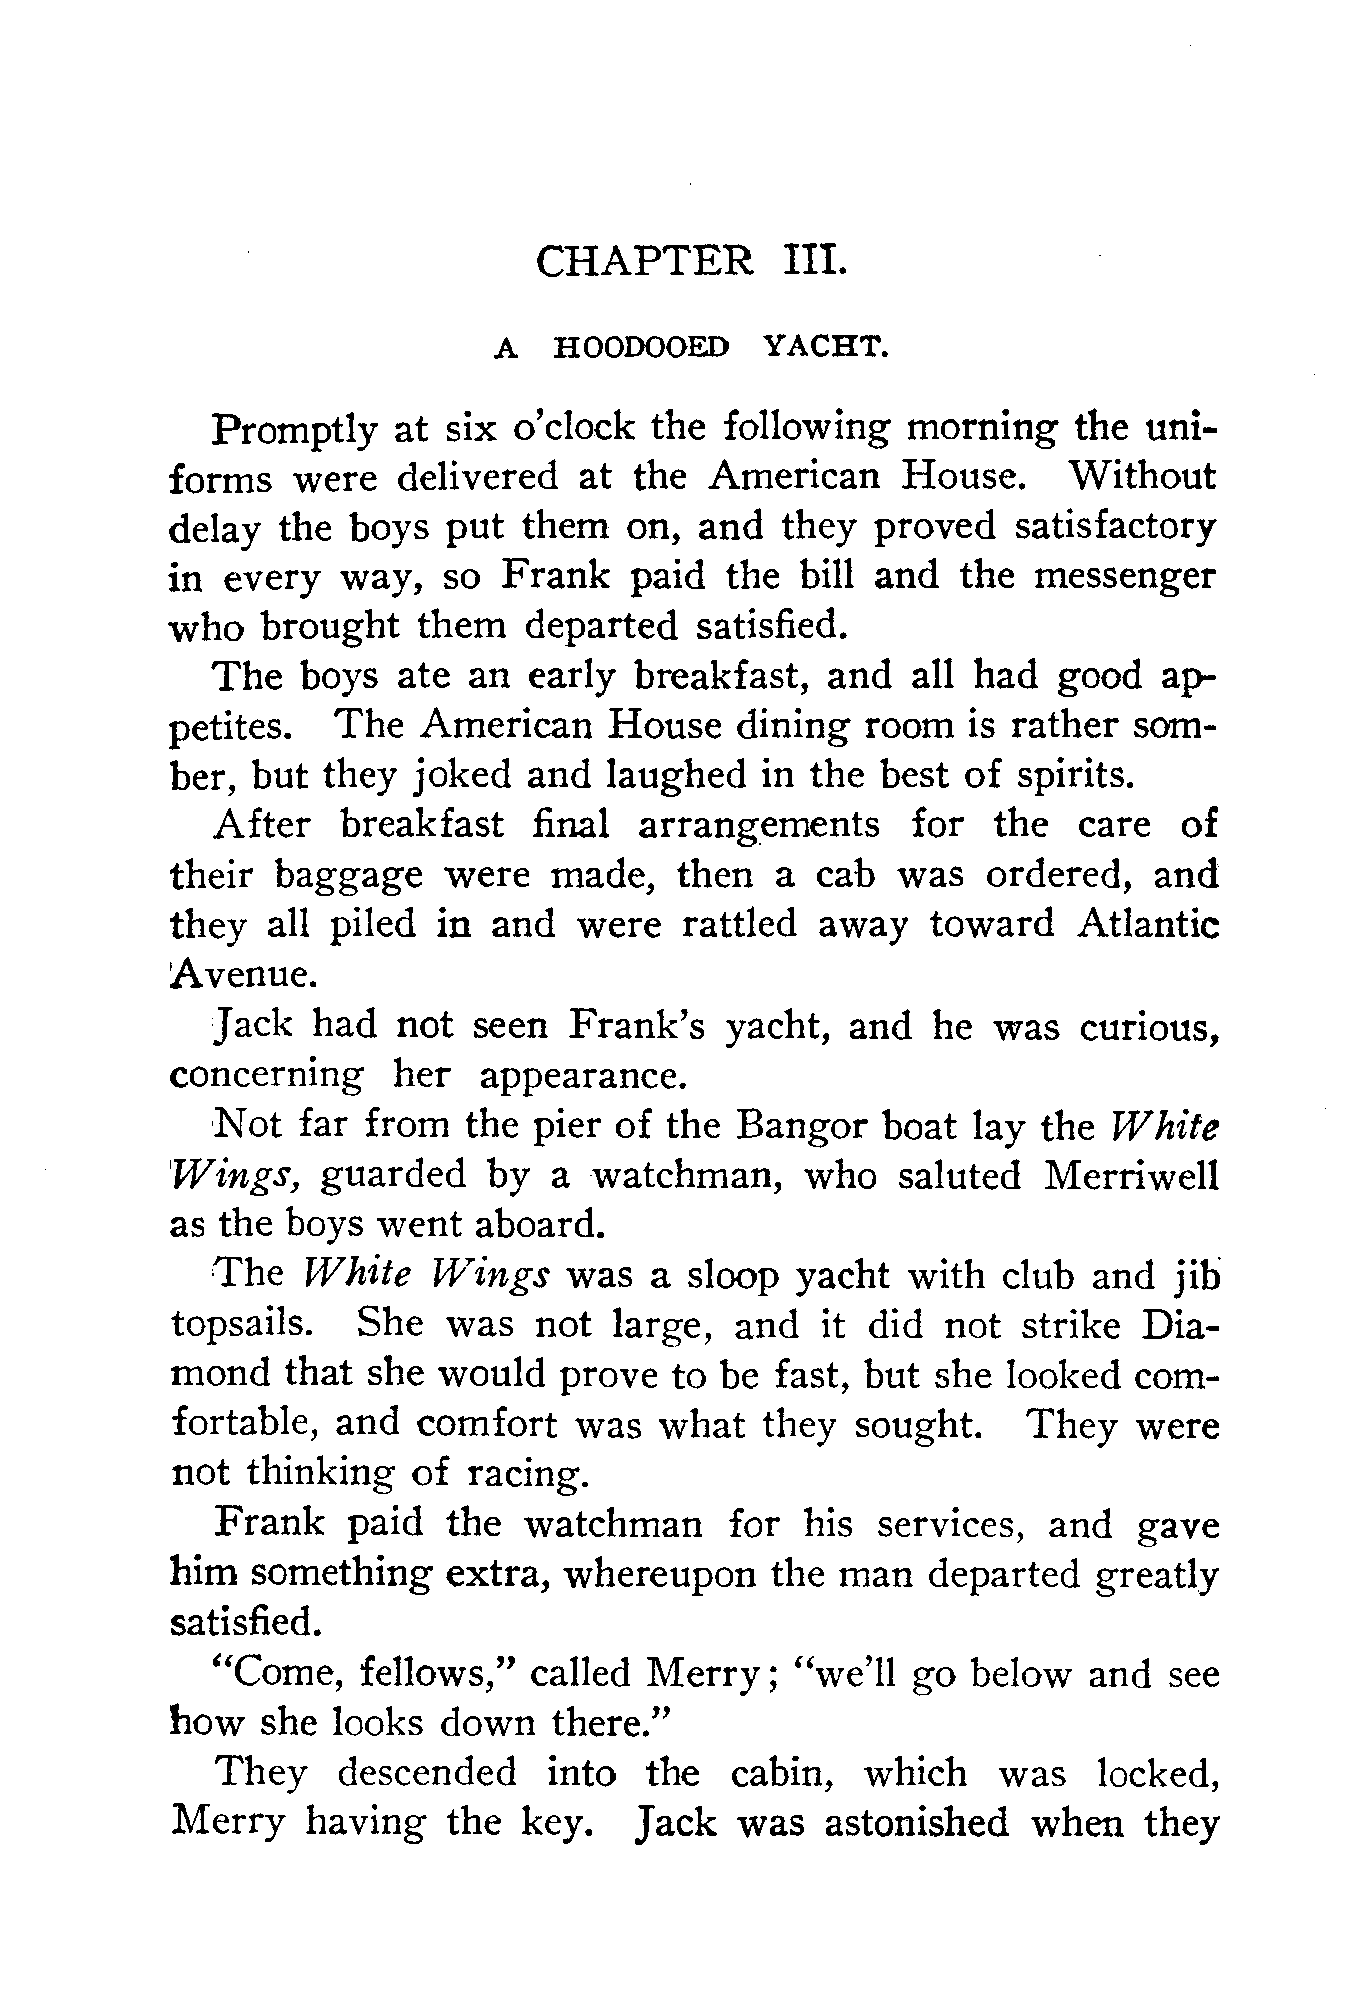 CHAPTER III.
A HOODOOED YACHT.
Promptly at six o'clock the following morning the uni-
forms were delivered at the American House. Without
delay the boys put them on, and they proved satisfactory
in every way, so Frank paid the bill and the messenger
who brought them departed satisfied.
The boys ate an early breakfast, and all had good ap-
petites. The American House dining room is rather som-
ber, but they joked and laughed in the best of spirits.
After breakfast final arrangements for the care of
their baggage were made, then a cab was ordered, and
they all piled in and were rattled away toward Atlantic
Avenue.
Jack had not seen Frank's yacht, and he was curious,
concerning her appearance.
Not far from the pier of the Bangor boat lay the White
Wings, guarded by a watchman, who saluted Merriwell
as the boys went aboard.
The White Wings was a sloop yacht with club and jib
topsails. She was not large, and it did not strike Dia-
mond that she would prove to be fast, but she looked com-
fortable, and comfort was what they sought. They were
not thinking of racing.
Frank paid the watchman for his services, and gave
him something extra, whereupon the man departed greatly
satisfied.
"Come, fellows," called Merry; "we'll go below and see
how she looks down there."
They descended into the cabin, which was locked,
Merry having the key. Jack was astonished when they